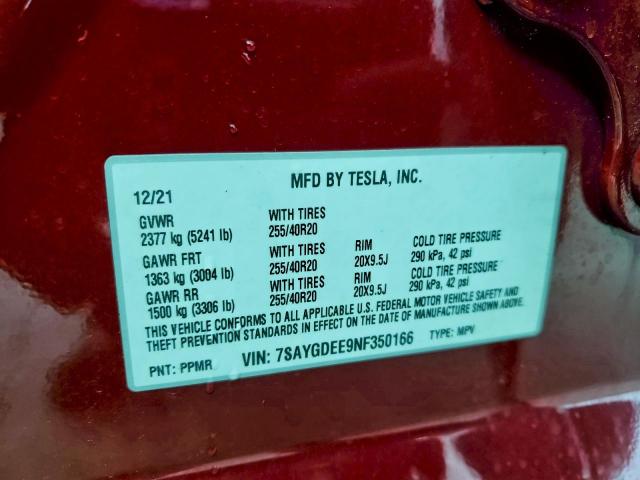 MFD BY TESLA, INC.
12/21
GVWR WITH TIRES
2377 kg (5241 lb) 255/40R20
GAWR FRT WITH TIRES RIM COLD TIRE PRESSURE
1363 kg (3094 lb) 255/40R20 20X9.5J 290 kPa, 42 psi
GAWR RR WITH TIRES RIM COLD TIRE PRESSURE
1500 kg (3306 lb) 255/40R20 20X9.5J 290 kPa, 42 psi
THIS VEHICLE CONFORMS TO ALL APPLICABLE U.S. FEDERAL MOTOR VEHICLE SAFETY AND
THEFT PREVENTION STANDARDS IN EFFECT ON THE DATE OF MANUFACTURE SHOWN ABOVE.
PNT: PPMR VIN: 7SAYGDEE9NF350166 TYPE: MPV